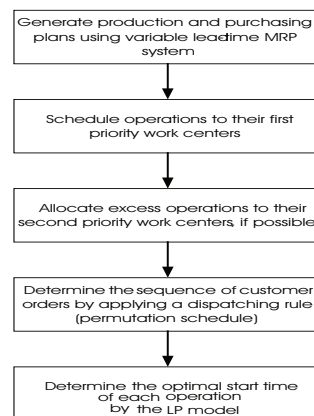 Generate production and purchasing
plans using variable leadtime MRP
system
Schedule operations to their first
priority work centers
Allocate excess operations to their
second priority work centers, if possible
Determine the sequence of customer
orders by applying a dispatching rule
(permutation schedule)
Determine the optimal start time
of each operation
by the LP model